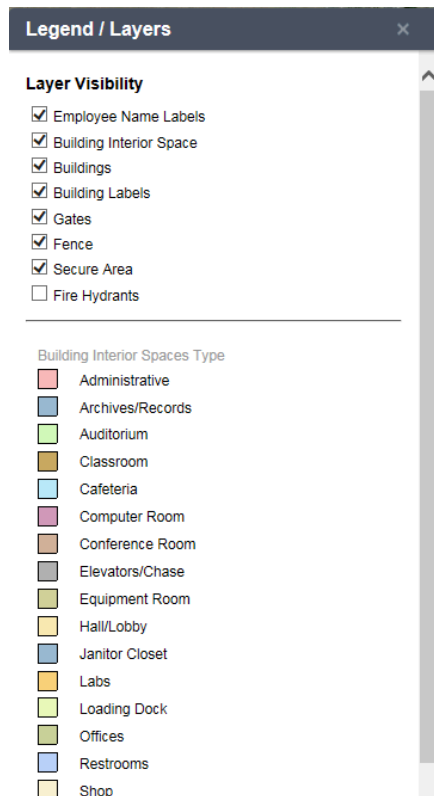 Legend / Layers
Layer Visibility
Employee Name Labels
Building Interior Space
Buildings
Building Labels
Gates
Fence
Secure Area
Fire Hydrants
Building Interior Spaces Type
Administrative
Archives/Records
Auditorium
Classroom
Cafeteria
Computer Room
Conference Room
Elevators/Chase
Equipment Room
Hall/Lobby
Janitor Closet
Labs
Loading Dock
Offices
Restrooms
Shop